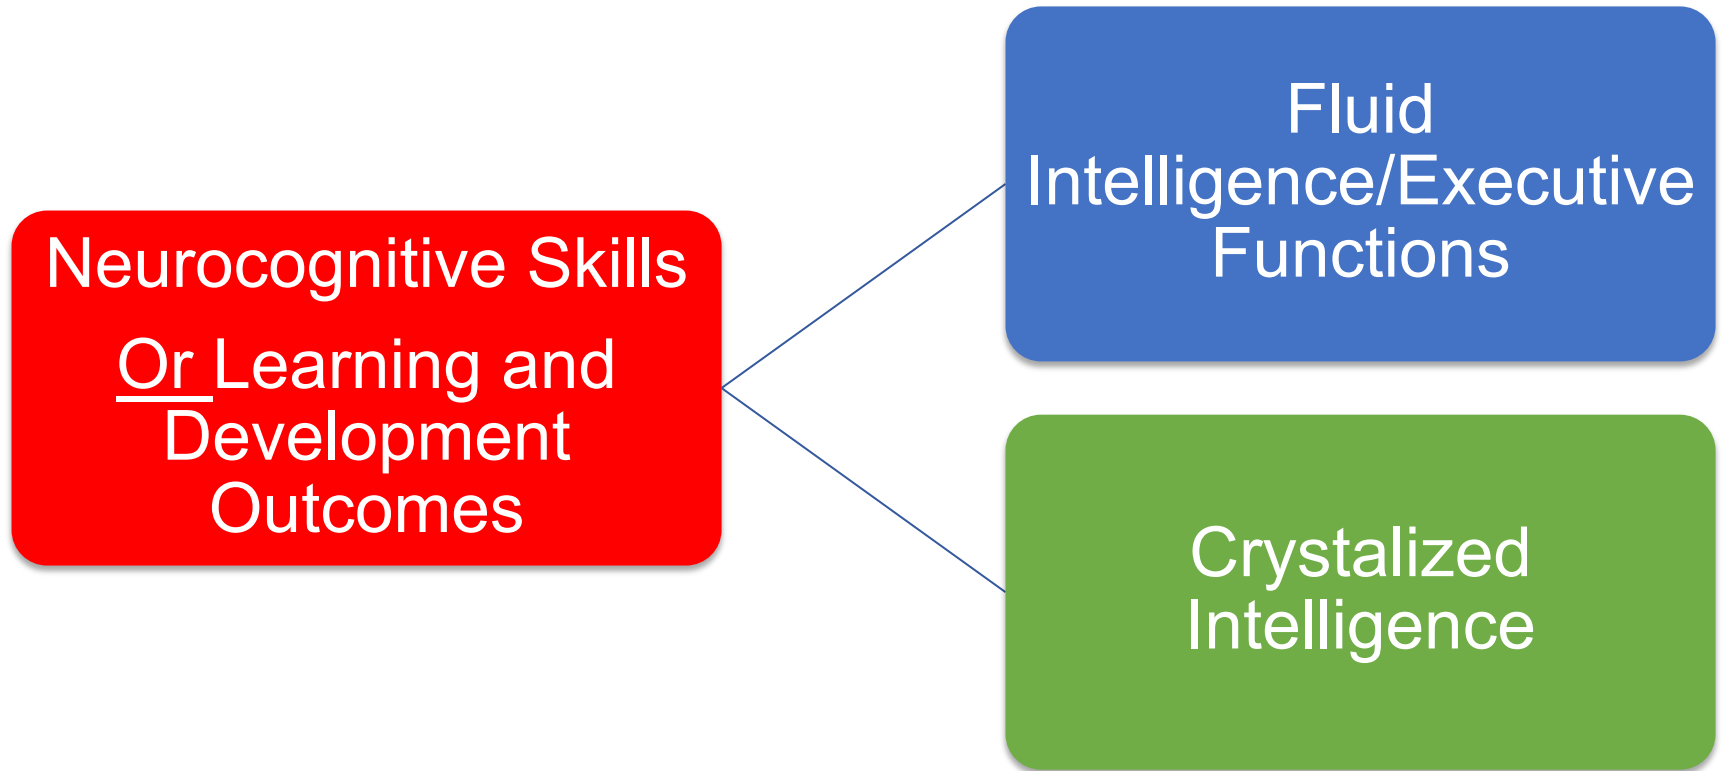 Neurocognitive Skills
Or Learning and
Development
Outcomes
Fluid
Intelligence/Executive
Functions
Crystalized
Intelligence